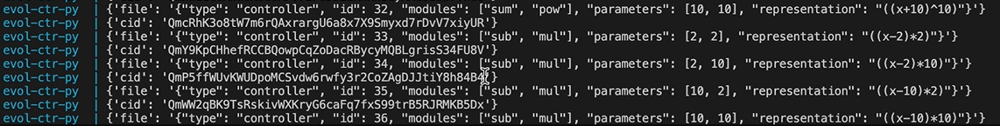 evol-ctr-py | {'file': '{"type": "controller", "id": 32, "modules": ["sum", "pow"], "parameters": [10, 10], "representation": "((x+10)^10)"}'}
evol-ctr-py | {'cid': 'QmcRhK3o8tW7m6rQAxrargU6a8x7X9Smyxd7rDvV7xiyUR'}
evol-ctr-py | {'file': '{"type": "controller", "id": 33, "modules": ["sub", "mul"], "parameters": [2, 2], "representation": "((x-2)*2)"}'}
evol-ctr-py | {'cid': 'QmY9KpCHhefRCCBQowpCqZoDacRBycyMQBLgrisS34FU8V'}
evol-ctr-py | {'file': '{"type": "controller", "id": 34, "modules": ["sub", "mul"], "parameters": [2, 10], "representation": "((x-2)*10)"}'}
evol-ctr-py | {'cid':
evol-ctr-py | {'file': '{"type": "controller", "id": 35, "modules": ["sub", "mul"], "parameters": [10, 2], "representation": "((x-10)*2)"}'}
evol-ctr-py | {'cid': 'QmWW2qBK9TsRskivWXKryG6caFq7fxS99trB5RJRMKB5Dx'}
evol-ctr-py | {'file': '{"type": "controller", "id": 36, "modules": ["sub", "mul"], "parameters": [10, 10], "representation": "((x-10)*10)"}'}